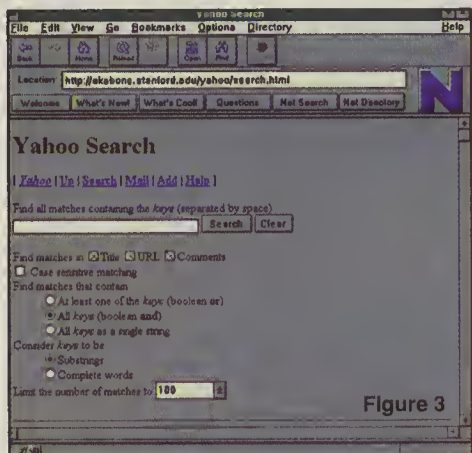 Yahoo Search
File Edit View Go Bookmarks Options Directory Help
Back Home Reload Open Find
Location: http://akebono.stanford.edu/yahoo/search.html
Welcome What's New! What's Cool! Questions Net Search Net Directory
N
Yahoo Search
[ Yahoo | Up | Search | Mail | Add | Help ]
Find all matches containing the keys (separated by space)
Search Clear
Find matches in Title URL Comments
Case sensitive matching
Find matches that contain
At least one of the keys (boolean or)
All keys (boolean and)
All keys as a single string
Consider keys to be
Substrings
Complete words
Limit the number of matches to 100
Figure 3